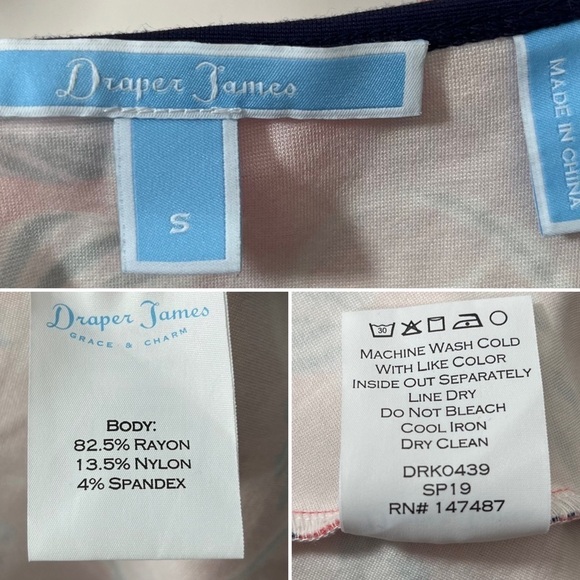 Draper James
S
MADE IN CHINA
Draper James
GRACE & CHARM
BODY:
82.5% RAYON
13.5% NYLON
4% SPANDEX
30
MACHINE WASH COLD
WITH LIKE COLOR
INSIDE OUT SEPARATELY
LINE DRY
DO NOT BLEACH
COOL IRON
DRY CLEAN
DRK0439
SP19
RN# 147487